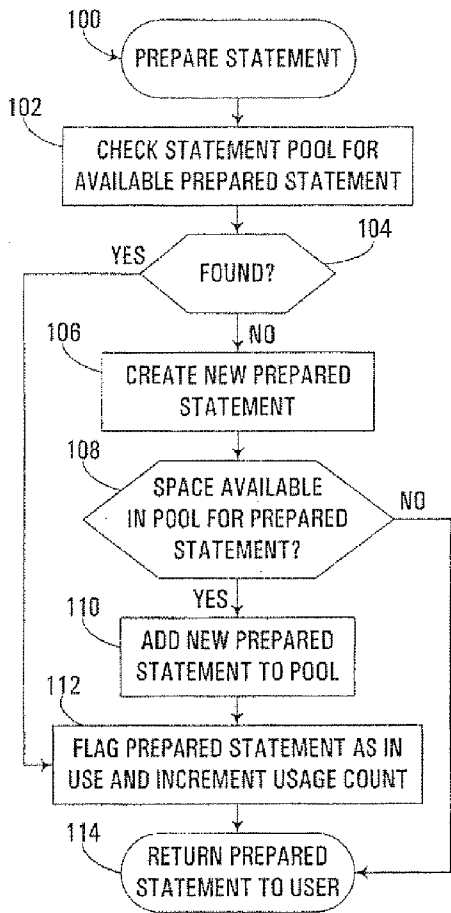 100
PREPARE STATEMENT
102
CHECK STATEMENT POOL FOR
AVAILABLE PREPARED STATEMENT
YES
104
FOUND?
NO
106
CREATE NEW PREPARED
STATEMENT
108
SPACE AVAILABLE
IN POOL FOR PREPARED
STATEMENT?
NO
YES
110
ADD NEW PREPARED
STATEMENT TO POOL
112
FLAG PREPARED STATEMENT AS IN
USE AND INCREMENT USAGE COUNT
114
RETURN PREPARED
STATEMENT TO USER